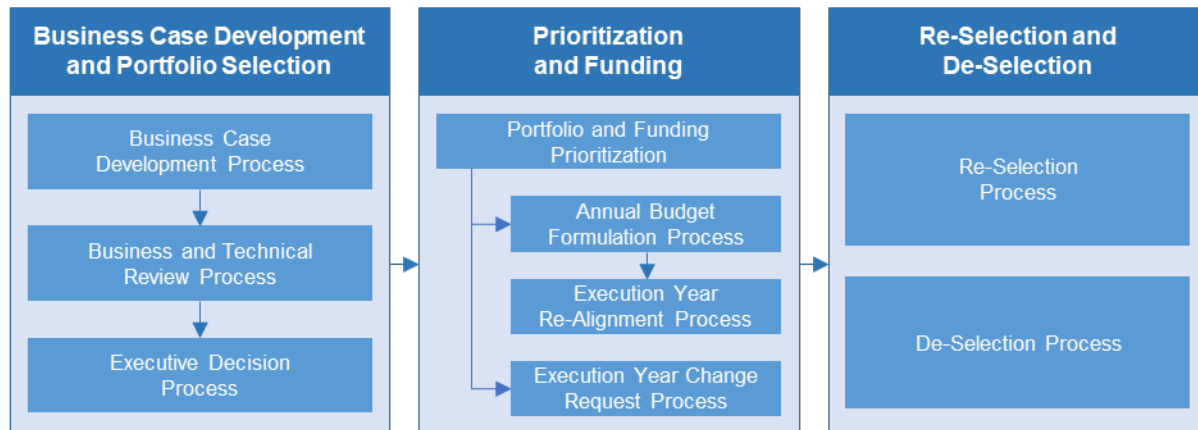 Business Case Development
and Portfolio Selection
Business Case
Development Process
Business and Technical
Review Process
Executive Decision
Process
Prioritization
and Funding
Portfolio and Funding
Prioritization
Annual Budget
Formulation Process
Execution Year
Re-Alignment Process
Execution Year Change
Request Process
Re-Selection and
De-Selection
Re-Selection
Process
De-Selection Process